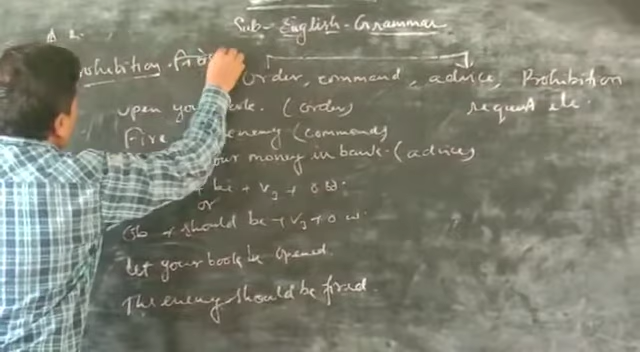 Sub-English-Grammar
Prohibition. order, command, advice, Prohibition
request etc.
upen your (order)
Fire enemy (command)
your money in bank. (advice)
+ be + V3 + o w.
or
Ob + should be + V3 + o w.
let your book be opened.
The enemy should be fired